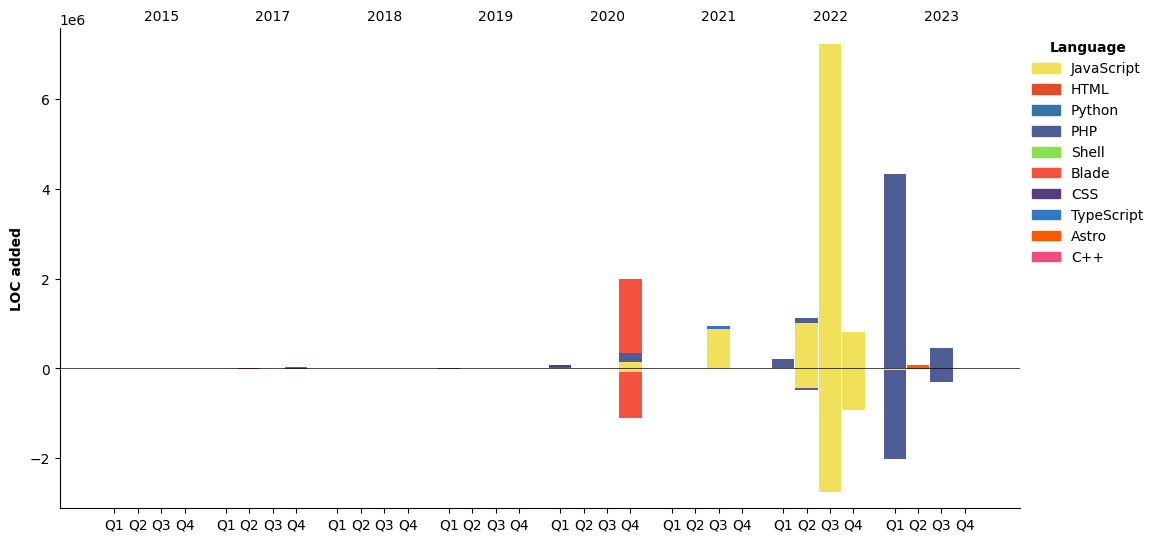 1e6
2015 2017 2018 2019 2020 2021 2022 2023
Language
JavaScript
HTML
Python
PHP
Shell
Blade
CSS
TypeScript
Astro
C++
6
4
2
0
−2
LOC added
Q1 Q2 Q3 Q4 Q1 Q2 Q3 Q4 Q1 Q2 Q3 Q4 Q1 Q2 Q3 Q4 Q1 Q2 Q3 Q4 Q1 Q2 Q3 Q4 Q1 Q2 Q3 Q4 Q1 Q2 Q3 Q4